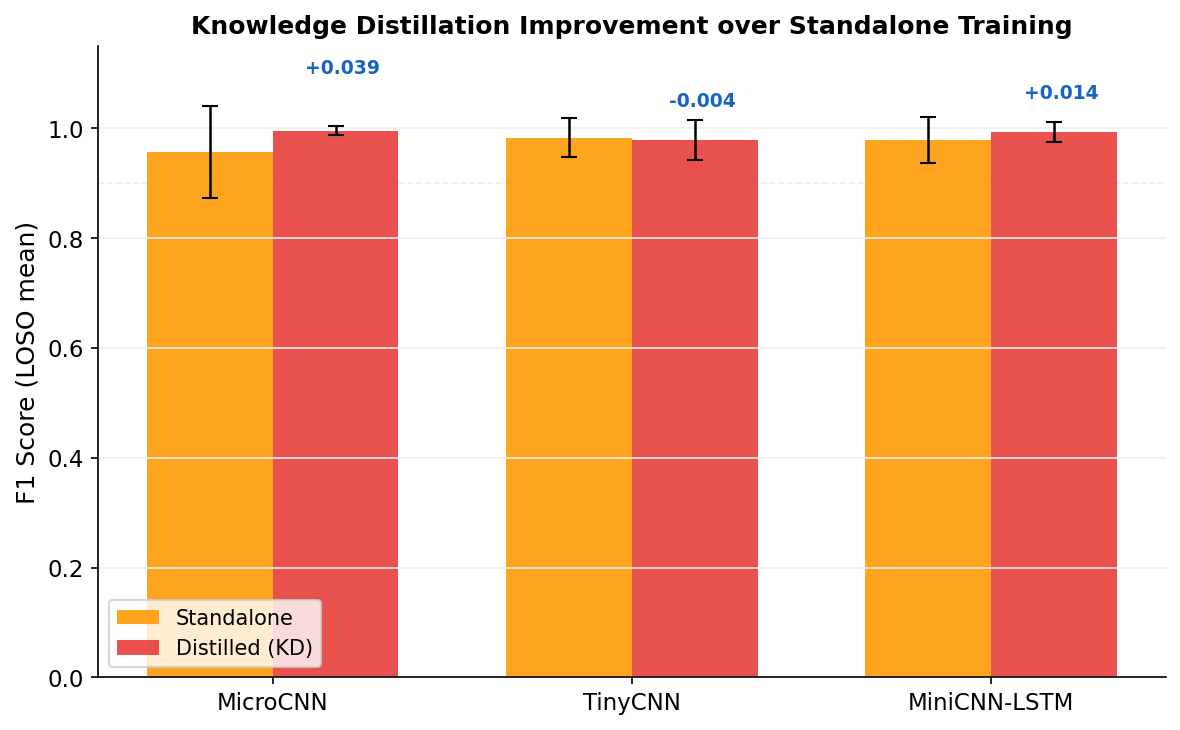 Knowledge Distillation Improvement over Standalone Training
+0.039
-0.004
+0.014
F1 Score (LOSO mean)
1.0
0.8
0.6
0.4
0.2
0.0
Standalone
Distilled (KD)
MicroCNN
TinyCNN
MiniCNN-LSTM